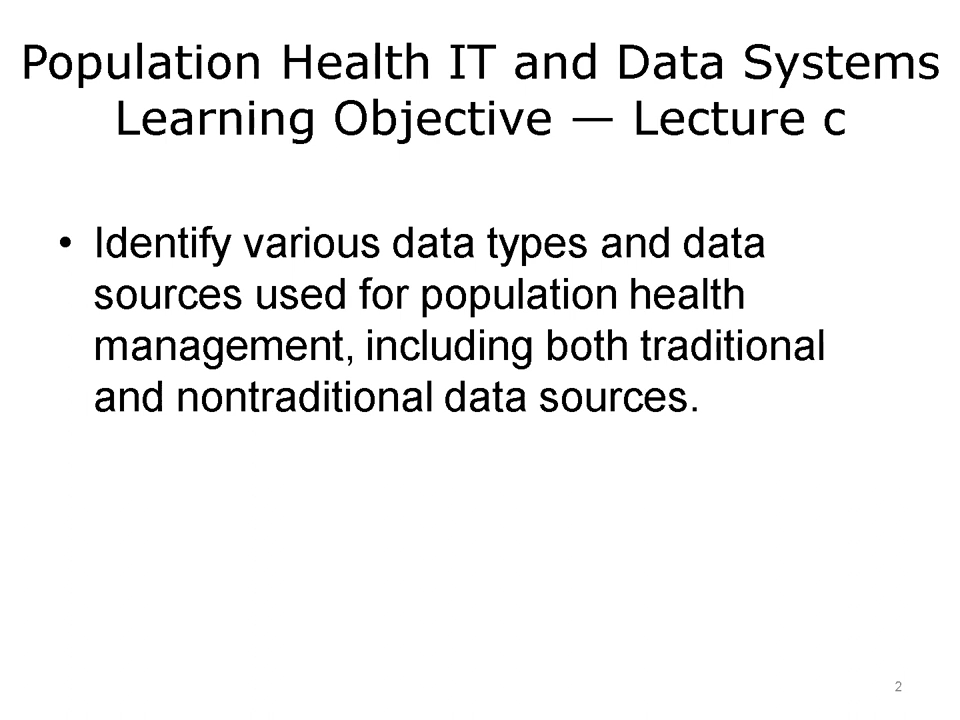 Population Health IT and Data Systems
Learning Objective — Lecture c
• Identify various data types and data
sources used for population health
management, including both traditional
and nontraditional data sources.
2